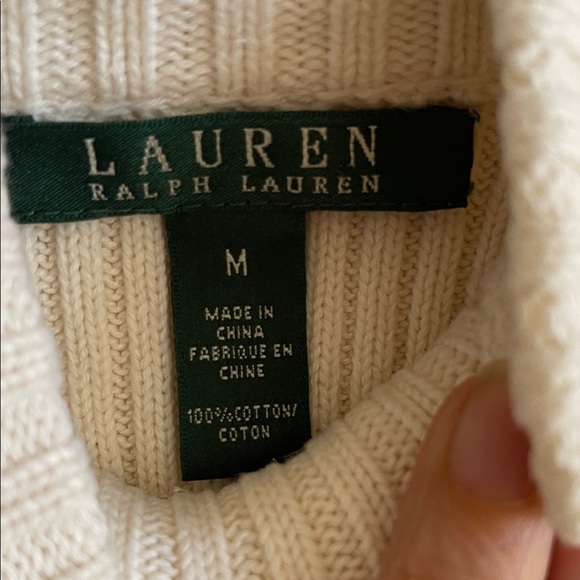 LAUREN
RALPH LAUREN
M
MADE IN
CHINA
FABRIQUE EN
CHINE
100%COTTON/
COTON